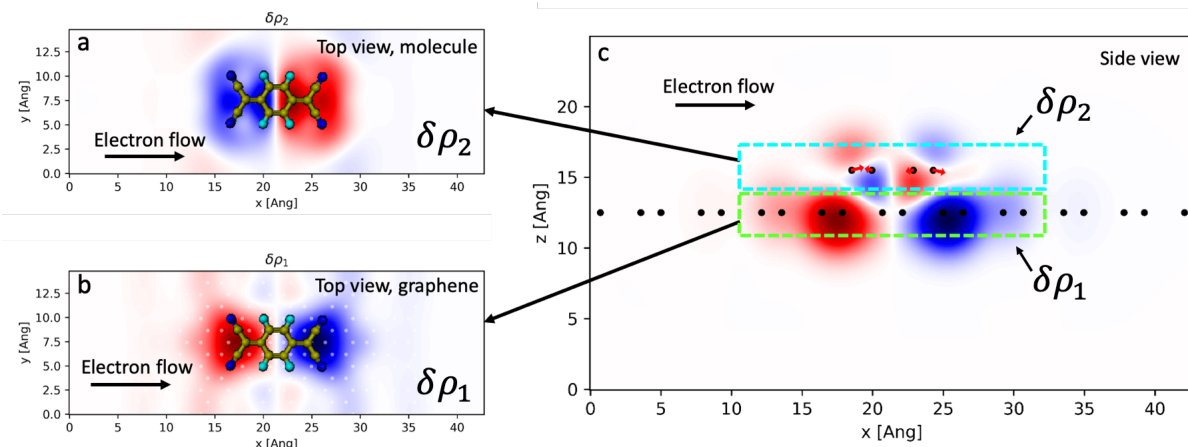 δρ2
a
Top view, molecule
12.5
10.0
7.5
5.0
2.5
0.0
y [Ang]
Electron flow
δρ2
0 5 10 15 20 25 30 35 40
x [Ang]
δρ1
b
Top view, graphene
12.5
10.0
7.5
5.0
2.5
0.0
y [Ang]
Electron flow
δρ1
0 5 10 15 20 25 30 35 40
x [Ang]
c
Side view
Electron flow
δρ2
20
15
10
5
0
z [Ang]
δρ1
0 5 10 15 20 25 30 35 40
x [Ang]